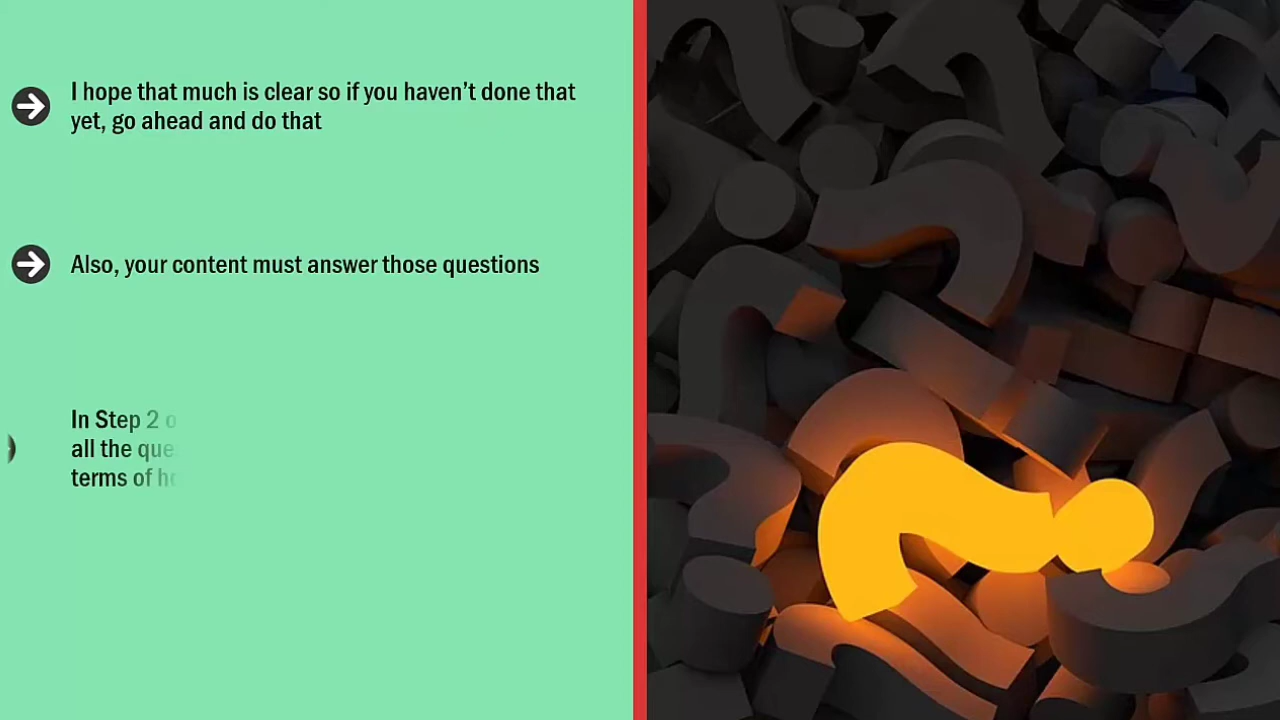 I hope that much is clear so if you haven’t done that
yet, go ahead and do that
Also, your content must answer those questions
In Step 2
all the
terms of